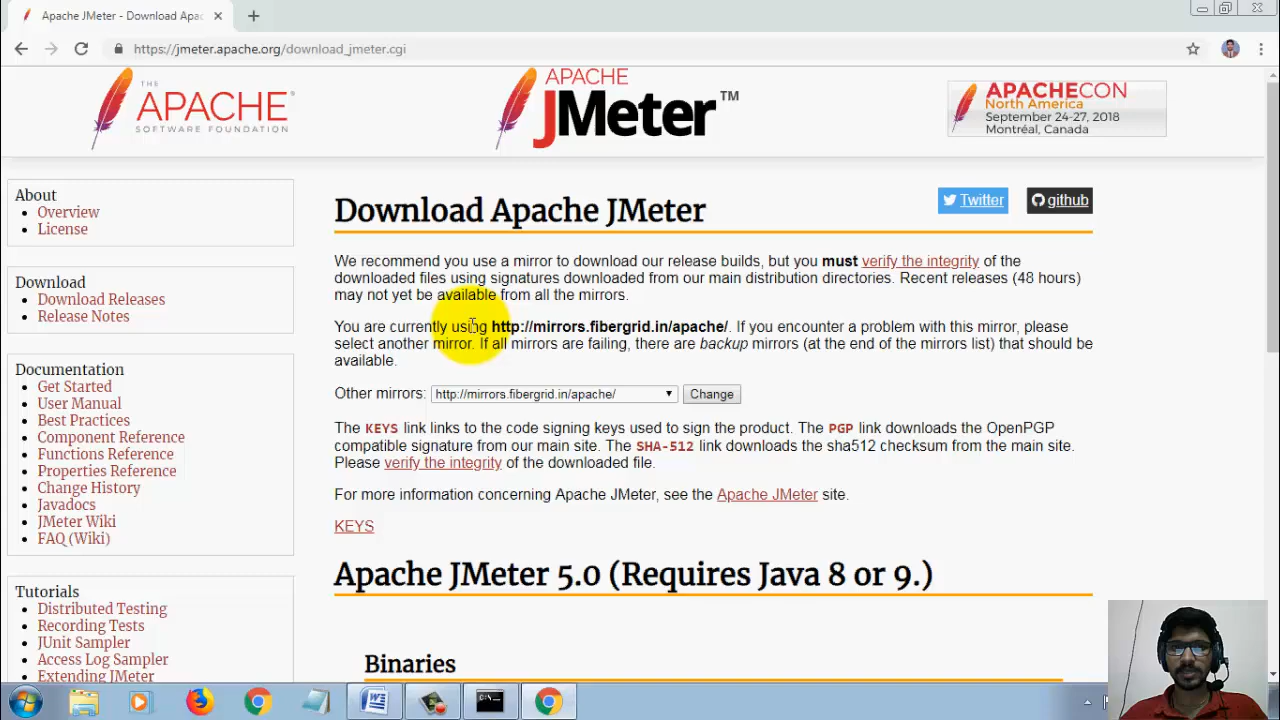 Apache JMeter - Download Apac
https://jmeter.apache.org/download_jmeter.cgi
THE
APACHE®
SOFTWARE FOUNDATION
APACHE
JMeter™
APACHECON
North America
September 24-27, 2018
Montréal, Canada
About
Overview
License
Download
Download Releases
Release Notes
Documentation
Get Started
User Manual
Best Practices
Component Reference
Functions Reference
Properties Reference
Change History
Javadocs
JMeter Wiki
FAQ (Wiki)
Tutorials
Distributed Testing
Recording Tests
JUnit Sampler
Access Log Sampler
Extending JMeter
Download Apache JMeter
Twitter
github
We recommend you use a mirror to download our release builds, but you must verify the integrity of the
downloaded files using signatures downloaded from our main distribution directories. Recent releases (48 hours)
may not yet be available from all the mirrors.
You are currently using http://mirrors.fibergrid.in/apache/. If you encounter a problem with this mirror, please
select another mirror. If all mirrors are failing, there are backup mirrors (at the end of the mirrors list) that should be
available.
Other mirrors: http://mirrors.fibergrid.in/apache/ Change
The KEYS link links to the code signing keys used to sign the product. The PGP link downloads the OpenPGP
compatible signature from our main site. The SHA-512 link downloads the sha512 checksum from the main site.
Please verify the integrity of the downloaded file.
For more information concerning Apache JMeter, see the Apache JMeter site.
KEYS
Apache JMeter 5.0 (Requires Java 8 or 9.)
Binaries